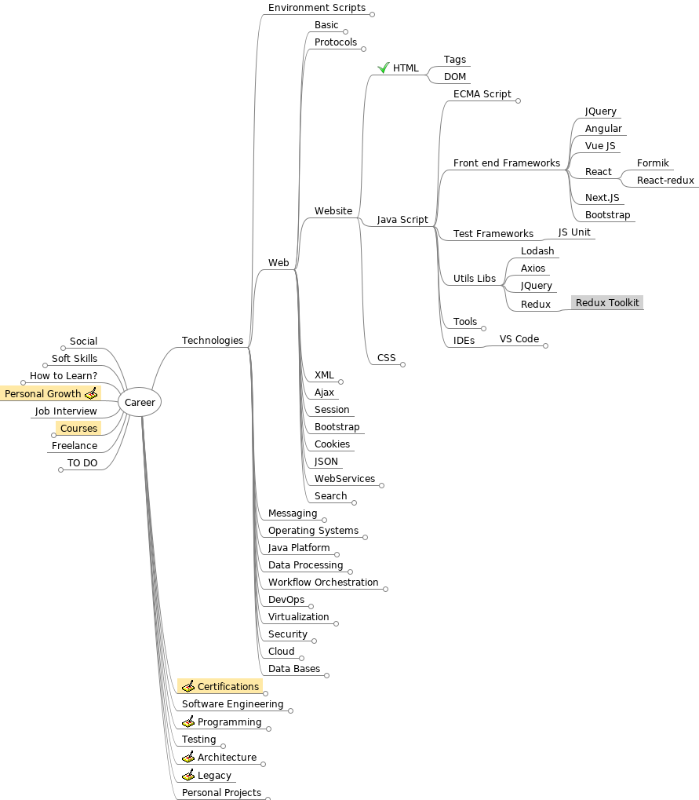 Environment Scripts
Basic
Protocols
HTML
Tags
DOM
ECMA Script
JQuery
Angular
Vue JS
Front end Frameworks
React
Formik
React-redux
Next.JS
Bootstrap
Website
Java Script
Test Frameworks
JS Unit
Lodash
Web
Axios
Utils Libs
JQuery
Redux
Redux Toolkit
Tools
IDEs
VS Code
Technologies
CSS
XML
Ajax
Session
Bootstrap
Cookies
JSON
WebServices
Search
Messaging
Operating Systems
Java Platform
Data Processing
Workflow Orchestration
DevOps
Virtualization
Security
Cloud
Data Bases
Social
Soft Skills
How to Learn?
Personal Growth
Career
Job Interview
Courses
Freelance
TO DO
Certifications
Software Engineering
Programming
Testing
Architecture
Legacy
Personal Projects